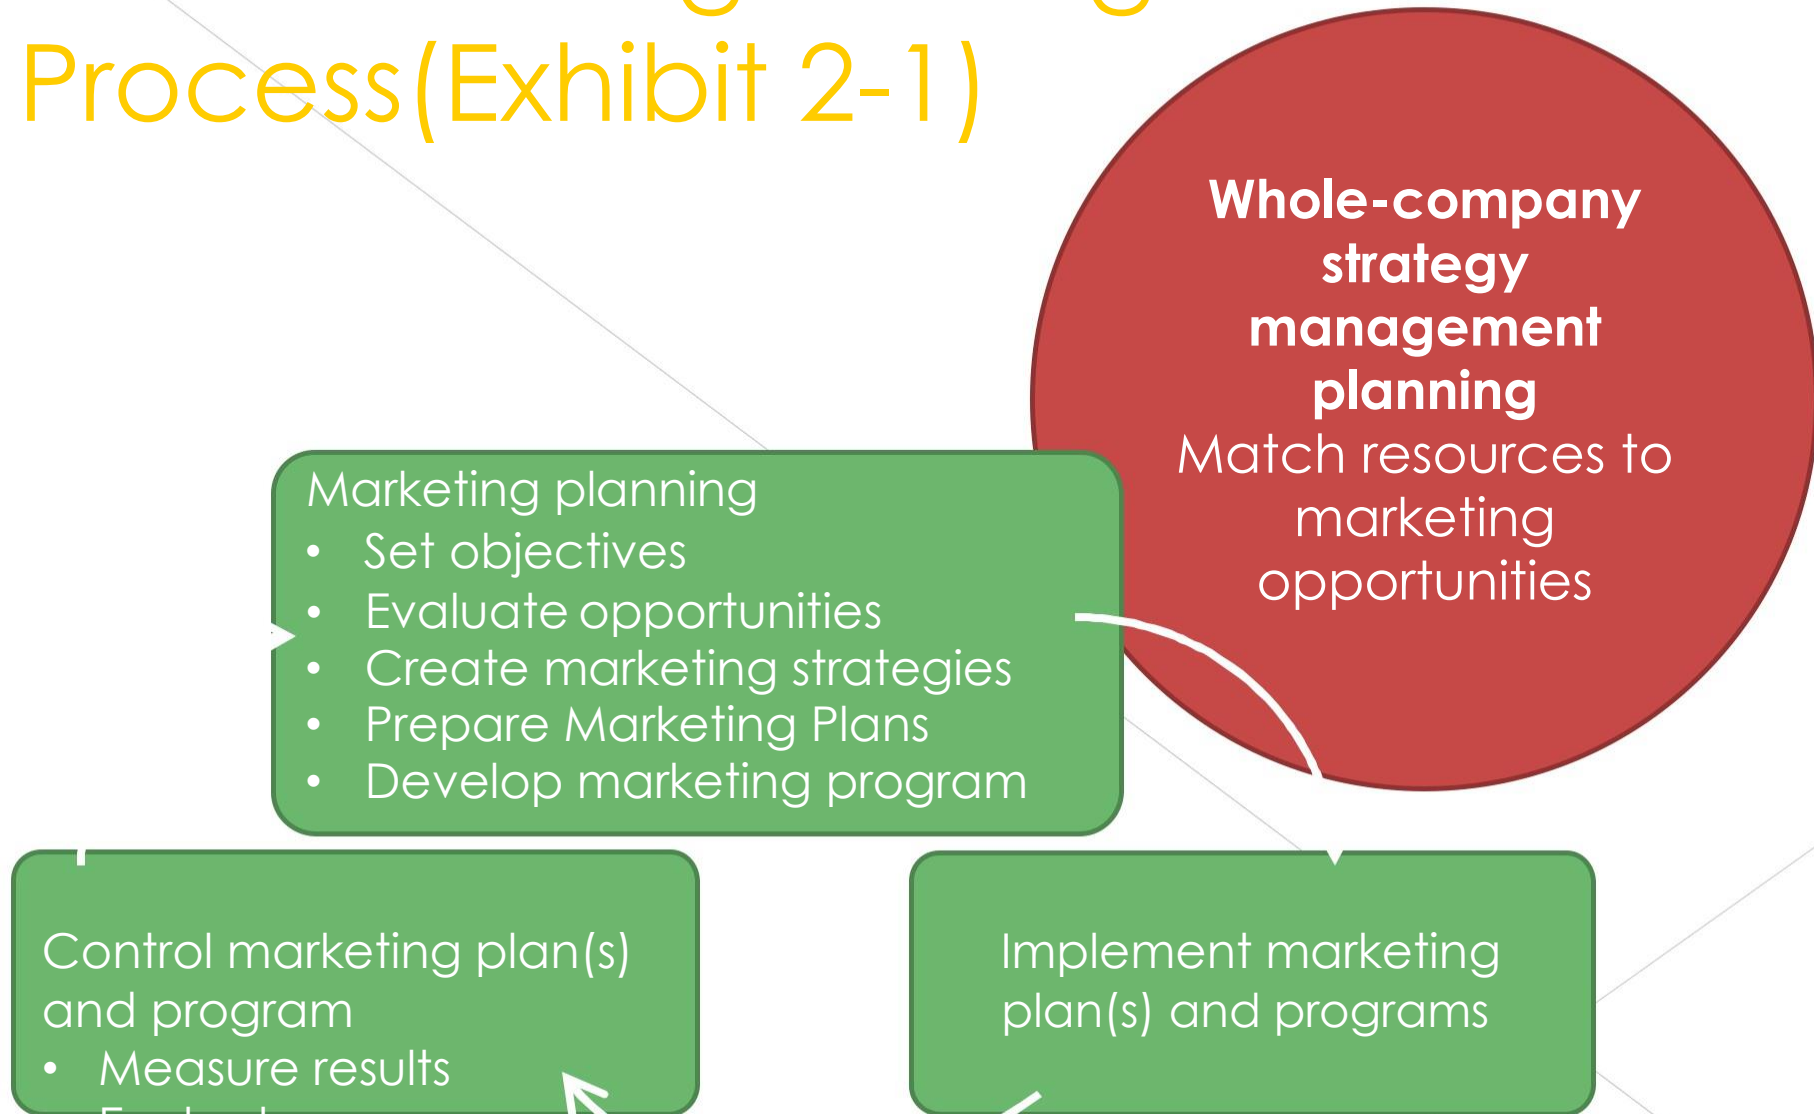 Process(Exhibit 2-1)
Whole-company
strategy
management
planning
Match resources to
marketing
opportunities
Marketing planning
• Set objectives
• Evaluate opportunities
• Create marketing strategies
• Prepare Marketing Plans
• Develop marketing program
Control marketing plan(s)
and program
• Measure results
Implement marketing
plan(s) and programs